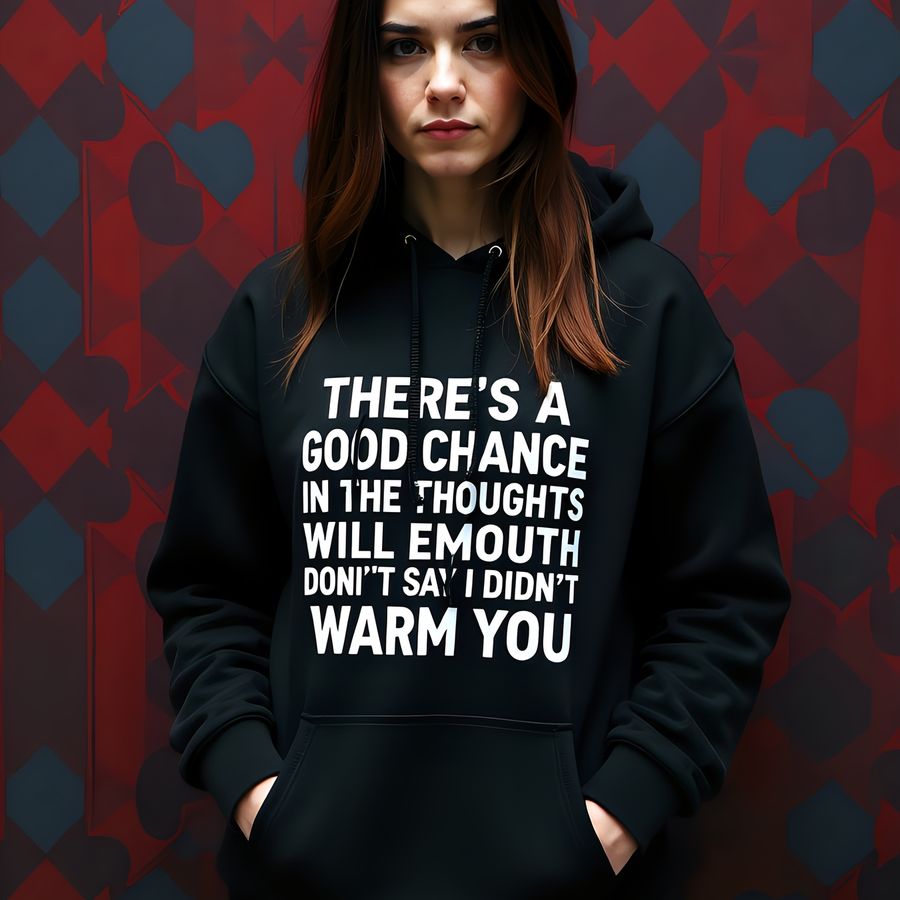 THERE'S A
GOOD CHANCE
IN THE THOUGHTS
WILL EMOUTH
DONI''T SAY I DIDN'T
WARM YOU